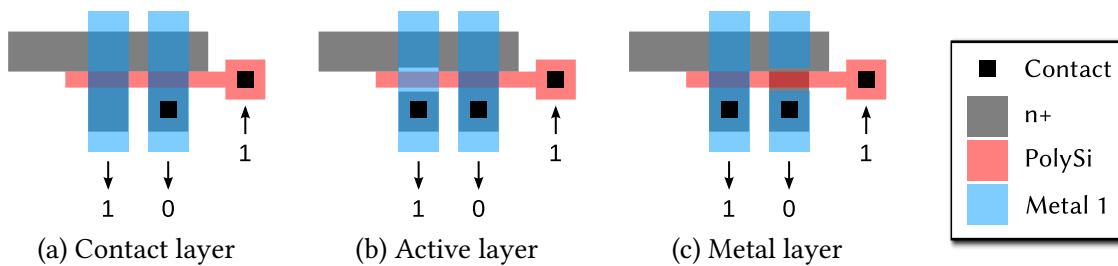 1
1
1
1 0
1 0
1 0
(a) Contact layer
(b) Active layer
(c) Metal layer
Contact
n+
PolySi
Metal 1